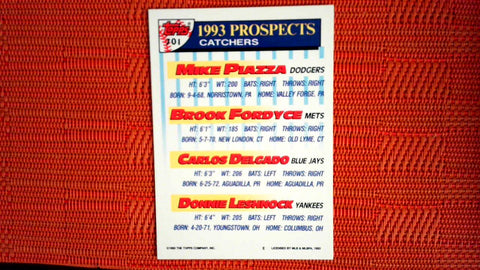 Topps
701
1993 PROSPECTS
CATCHERS
MIKE PIAZZA DODGERS
HT: 6'3" WT: 200 BATS: RIGHT THROWS: RIGHT
BORN: 9-4-68, NORRISTOWN, PA HOME: VALLEY FORGE, PA
BROOK FORDYCE METS
HT: 6'1" WT: 185 BATS: RIGHT THROWS: RIGHT
BORN: 5-7-70, NEW LONDON, CT HOME: OLD LYME, CT
CARLOS DELGADO BLUE JAYS
HT: 6'3" WT: 206 BATS: LEFT THROWS: RIGHT
BORN: 6-25-72, AGUADILLA, PR HOME: AGUADILLA, PR
DONNIE LESHNOCK YANKEES
HT: 6'4" WT: 205 BATS: LEFT THROWS: RIGHT
BORN: 4-20-71, YOUNGSTOWN, OH HOME: COLUMBUS, OH
THE TOPPS COMPANY, INC. LICENSED BY MLB & MLBPA,